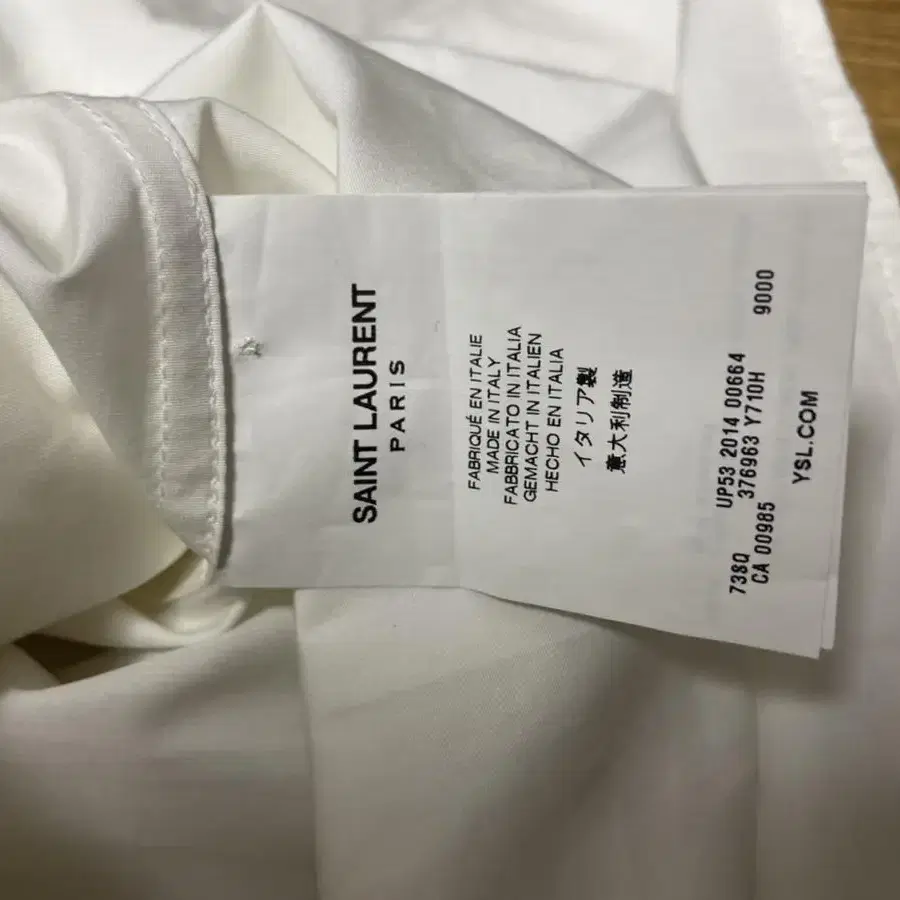 SAINT LAURENT
PARIS
FABRIQUÉ EN ITALIE
MADE IN ITALY
FABBRICATO IN ITALIA
GEMACHT IN ITALIEN
HECHO EN ITALIA
イタリア製
意大利制造
UP53 2014 00664
738Q 376963 Y710H 9000
CA 00985
YSL.COM